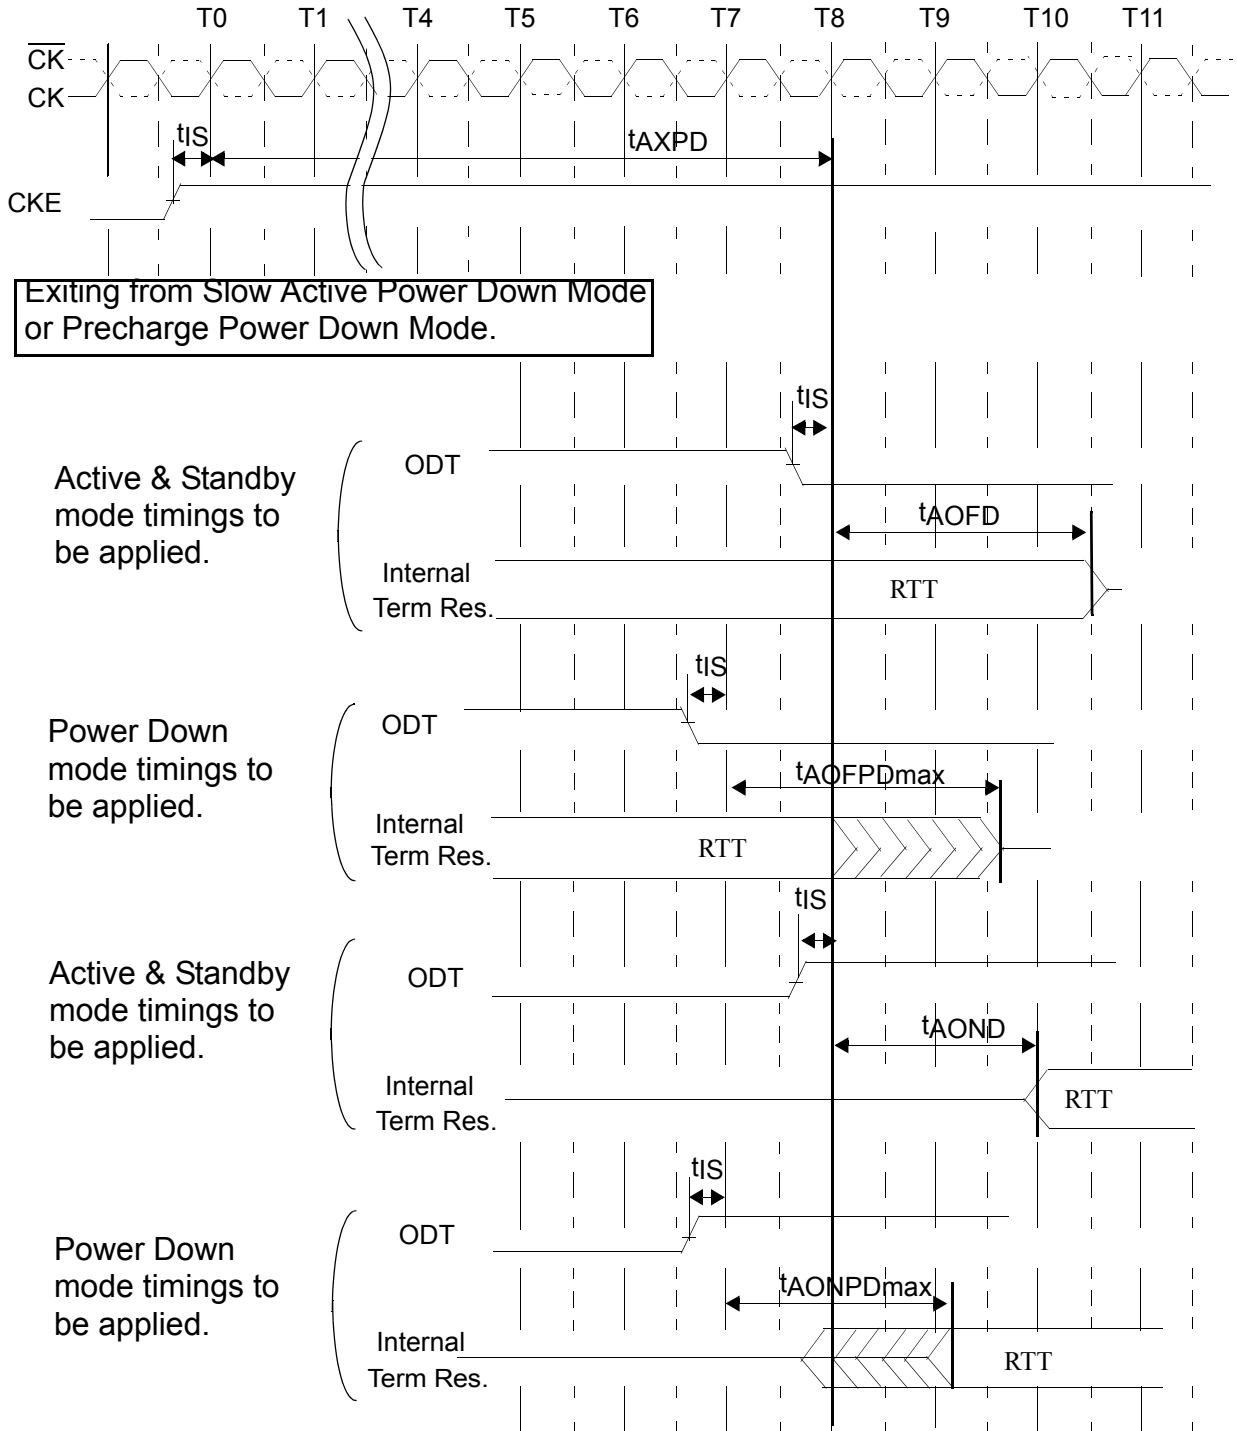 T0 T1 T4 T5 T6 T7 T8 T9 T10 T11
CK
CK
tIS
tAXPD
CKE
Exiting from Slow Active Power Down Mode
or Precharge Power Down Mode.
tIS
ODT
Active & Standby
mode timings to
be applied.
tAOFD
Internal
Term Res.
RTT
tIS
ODT
Power Down
mode timings to
be applied.
tAOFPDmax
Internal
Term Res.
RTT
tIS
ODT
Active & Standby
mode timings to
be applied.
tAOND
Internal
Term Res.
RTT
tIS
ODT
Power Down
mode timings to
be applied.
tAONPDmax
Internal
Term Res.
RTT